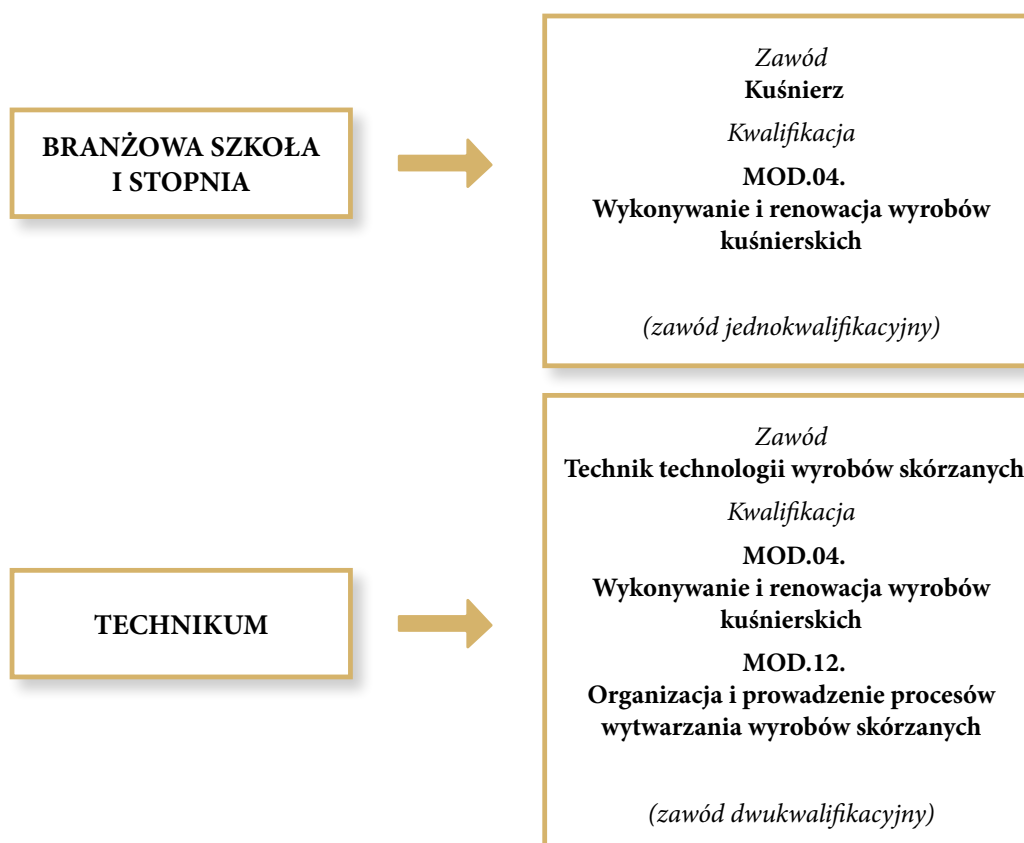 BRANŻOWA SZKOŁA
I STOPNIA
Zawód
Kuśnierz
Kwalifikacja
MOD.04.
Wykonywanie i renowacja wyrobów
kuśnierskich
(zawód jednokwalifikacyjny)
TECHNIKUM
Zawód
Technik technologii wyrobów skórzanych
Kwalifikacja
MOD.04.
Wykonywanie i renowacja wyrobów
kuśnierskich
MOD.12.
Organizacja i prowadzenie procesów
wytwarzania wyrobów skórzanych
(zawód dwukwalifikacyjny)